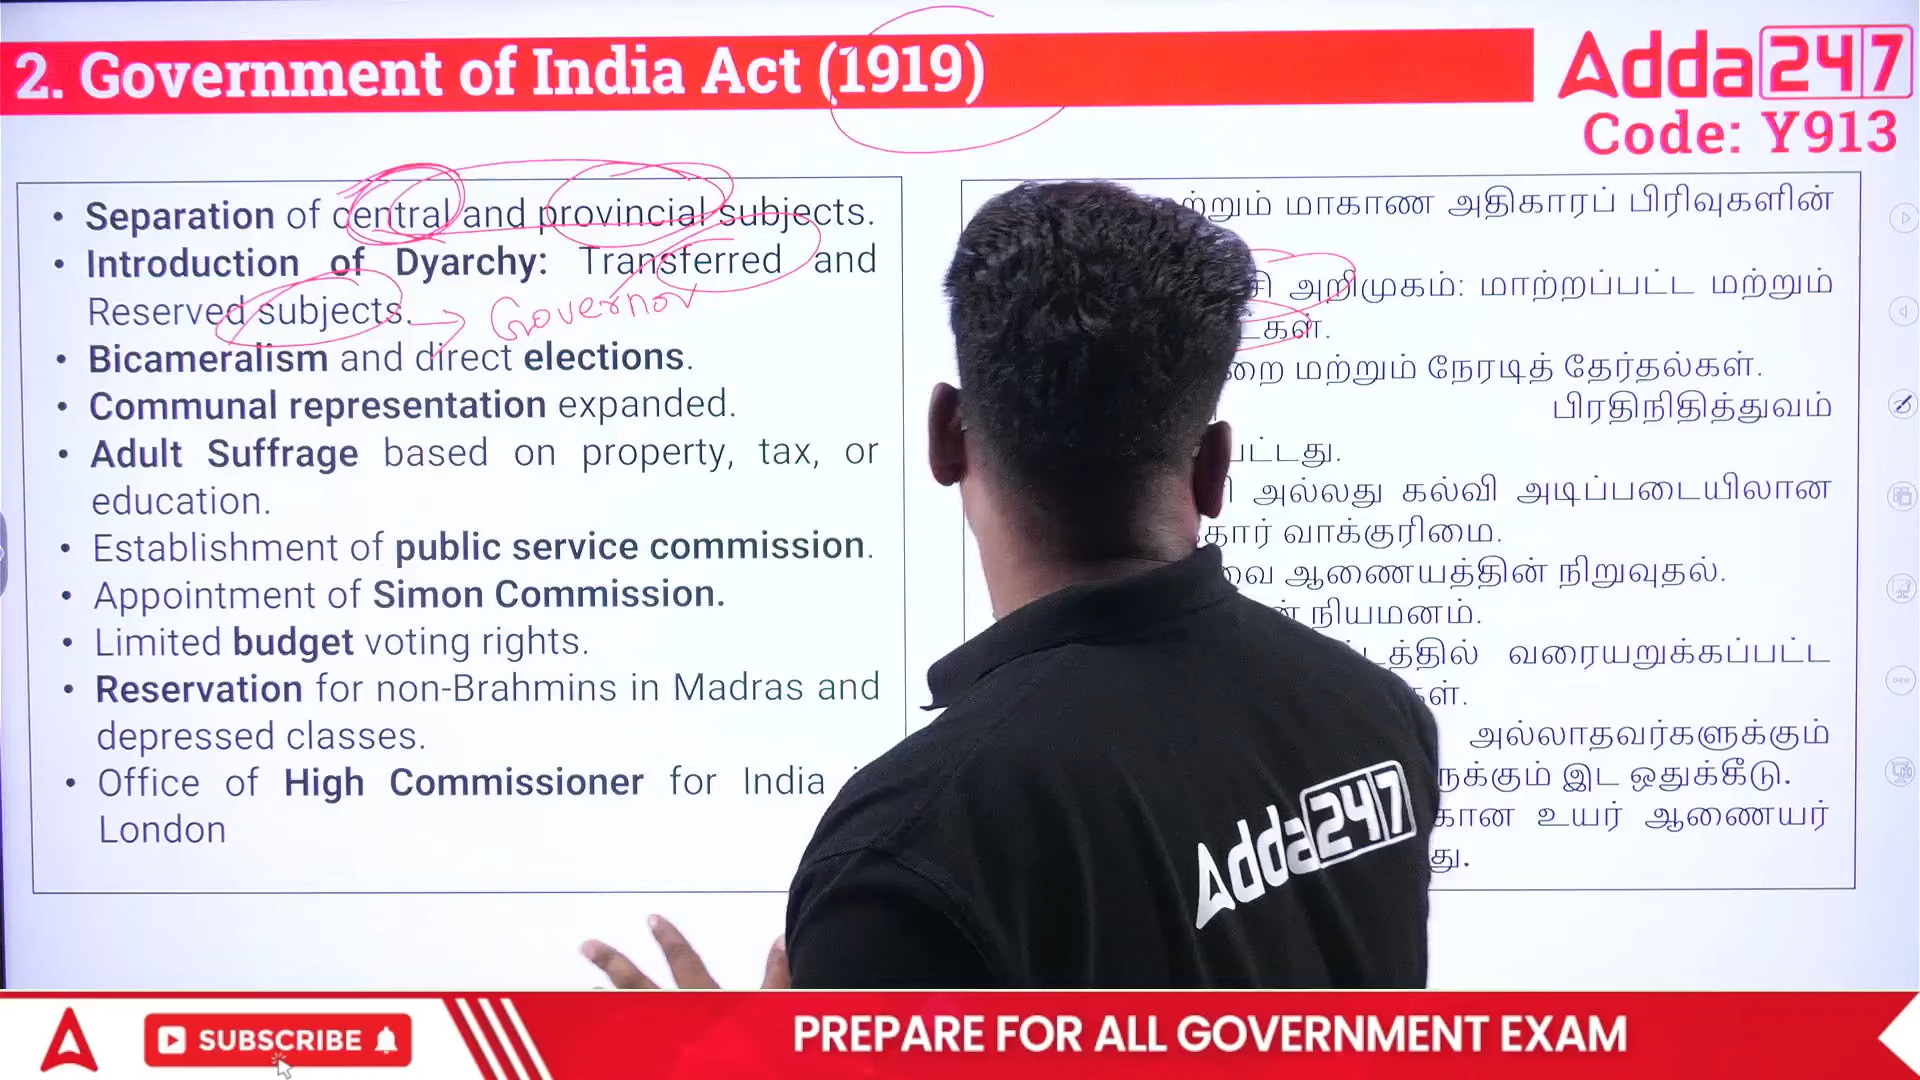 2. Government of India Act (1919)
Adda247
Code: Y913
• Separation of central and provincial subjects.
• Introduction of Dyarchy: Transferred and
Reserved subjects. → Governor
• Bicameralism and direct elections.
• Communal representation expanded.
• Adult Suffrage based on property, tax, or
education.
• Establishment of public service commission.
• Appointment of Simon Commission.
• Limited budget voting rights.
• Reservation for non-Brahmins in Madras and
depressed classes.
• Office of High Commissioner for India
London
மாகாண அதிகாரப் பிரிவுகளின்
அறிமுகம்: மாற்றப்பட்ட மற்றும்
மற்றும் நேரடித் தேர்தல்கள்.
பிரதிநிதித்துவம்
அல்லது கல்வி அடிப்படையிலான
வாக்குரிமை.
ஆணையத்தின் நிறுவுதல்.
நியமனம்.
வரையறுக்கப்பட்ட
அல்லாதவர்களுக்கும்
இட ஒதுக்கீடு.
உயர் ஆணையர்
Adda247
SUBSCRIBE
PREPARE FOR ALL GOVERNMENT EXAM